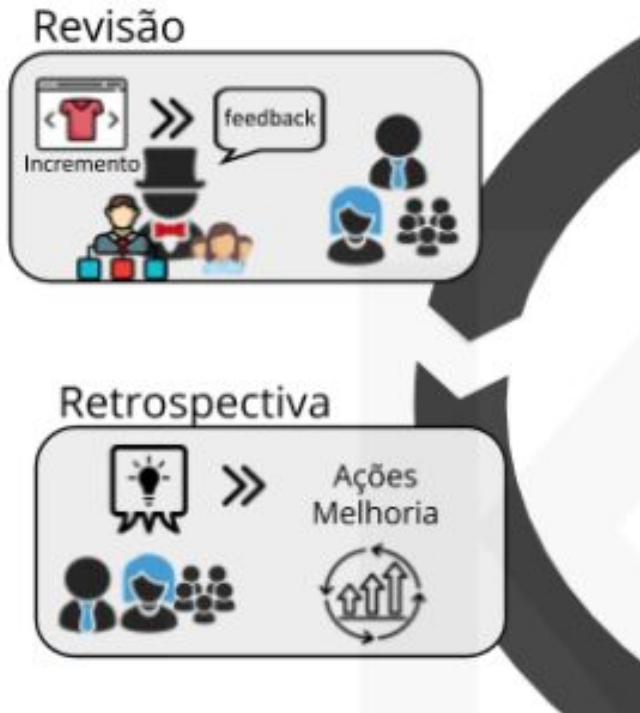 Revisão
feedback
Incremento
Retrospectiva
Ações
Melhoria